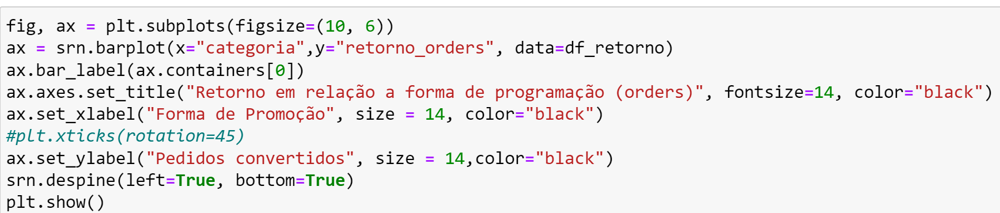 fig, ax = plt.subplots(figsize=(10, 6))
ax = srn.barplot(x="categoria",y="retorno_orders", data=df_retorno)
ax.bar_label(ax.containers[0])
ax.axes.set_title("Retorno em relação a forma de programação (orders)", fontsize=14, color="black")
ax.set_xlabel("Forma de Promoção", size = 14, color="black")
#plt.xticks(rotation=45)
ax.set_ylabel("Pedidos convertidos", size = 14,color="black")
srn.despine(left=True, bottom=True)
plt.show()